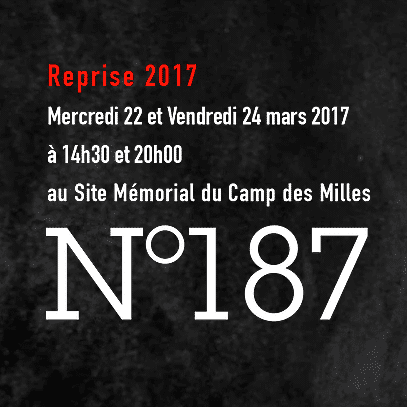 Reprise 2017
Mercredi 22 et Vendredi 24 mars 2017
à 14h30 et 20h00
au Site Mémorial du Camp des Milles
N°187